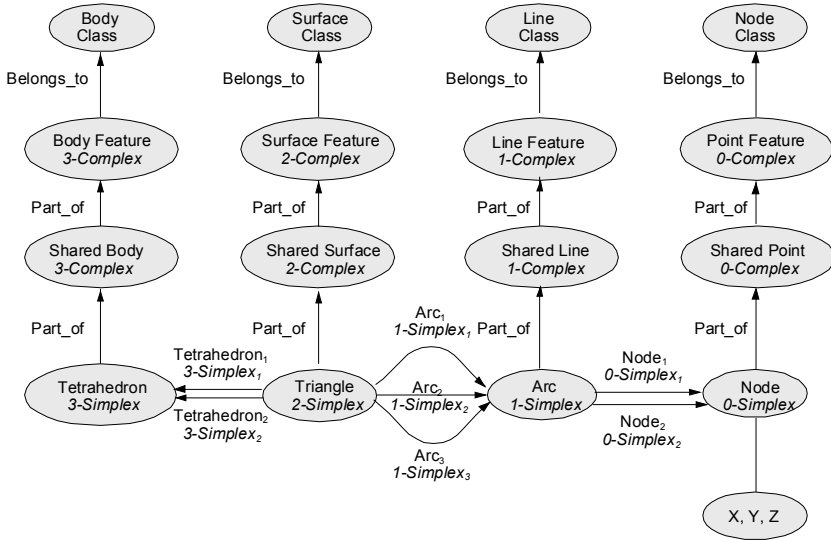 Body
Class
Surface
Class
Line
Class
Node
Class
Belongs_to
Belongs_to
Belongs_to
Belongs_to
Body Feature
3-Complex
Surface Feature
2-Complex
Line Feature
1-Complex
Point Feature
0-Complex
Part_of
Part_of
Part_of
Part_of
Shared Body
3-Complex
Shared Surface
2-Complex
Shared Line
1-Complex
Shared Point
0-Complex
Part_of
Part_of
Arc₁
1-Simplex₁
Part_of
Part_of
Tetrahedron₁
3-Simplex₁
Node₁
0-Simplex₁
Tetrahedron
3-Simplex
Triangle
2-Simplex
Arc₂
1-Simplex₂
Arc
1-Simplex
Node
0-Simplex
Tetrahedron₂
3-Simplex₂
Node₂
0-Simplex₂
Arc₃
1-Simplex₃
X, Y, Z